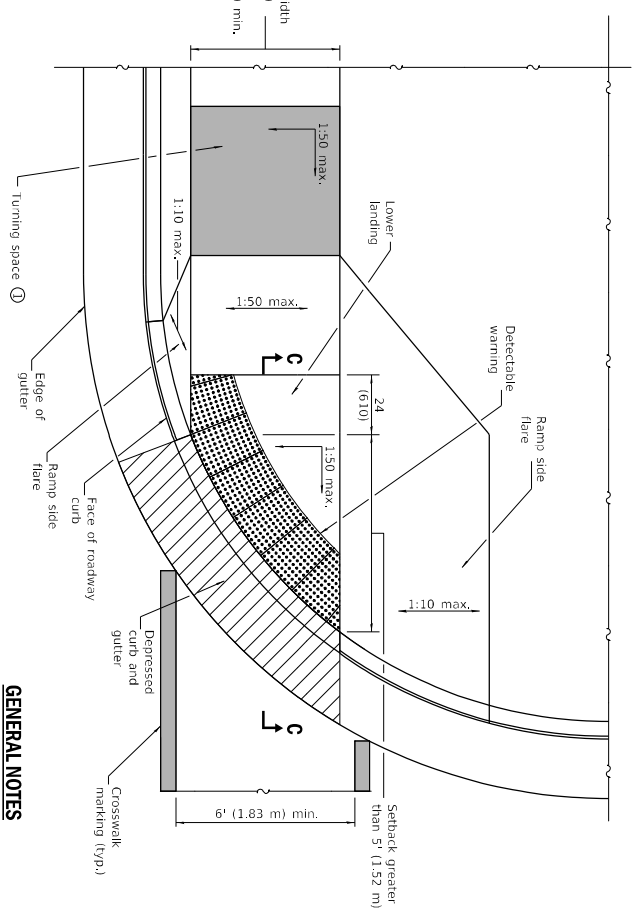 idth
min.
1:50 max.
Turning space ①
1:10 max.
Lower
landing
1:50 max.
C
24
(610)
Detectable
warning
Ramp side
flare
1:50 max.
1:10 max.
Edge of
gutter
Ramp side
flare
Face of roadway
curb
Depressed
curb and
gutter
C
Crosswalk
marking (typ.)
6' (1.83 m) min.
Setback greater
than 5' (1.52 m)
GENERAL NOTES